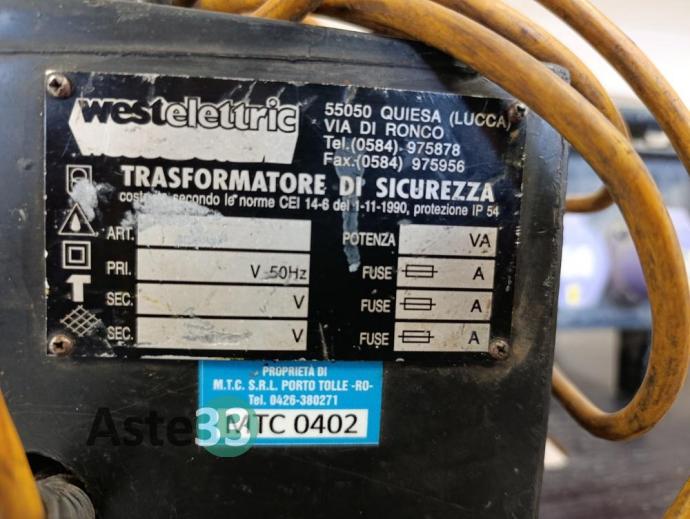 westelettric
55050 QUIESA (LUCCA)
VIA DI RONCO
Tel.(0584)- 975878
Fax.(0584) 975956
TRASFORMATORE DI SICUREZZA
secondo le norme CEI 14-6 del 1-11-1990, protezione IP 54
ART.
POTENZA VA
PRI. V 50Hz
FUSE A
SEC. V
FUSE A
SEC. V
FUSE A
PROPRIETÀ DI
M.T.C. S.R.L. PORTO TOLLE -RO-
Tel. 0426-380271
MTC 0402
Aste33